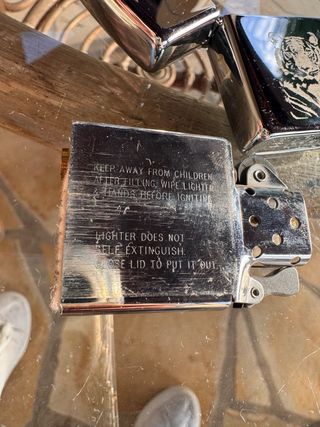 KEEP AWAY FROM CHILDREN
AFTER FILLING, WIPE LIGHTER
& HANDS BEFORE IGNITING
LIGHTER DOES NOT
SELF EXTINGUISH.
CLOSE LID TO PUT IT OUT.